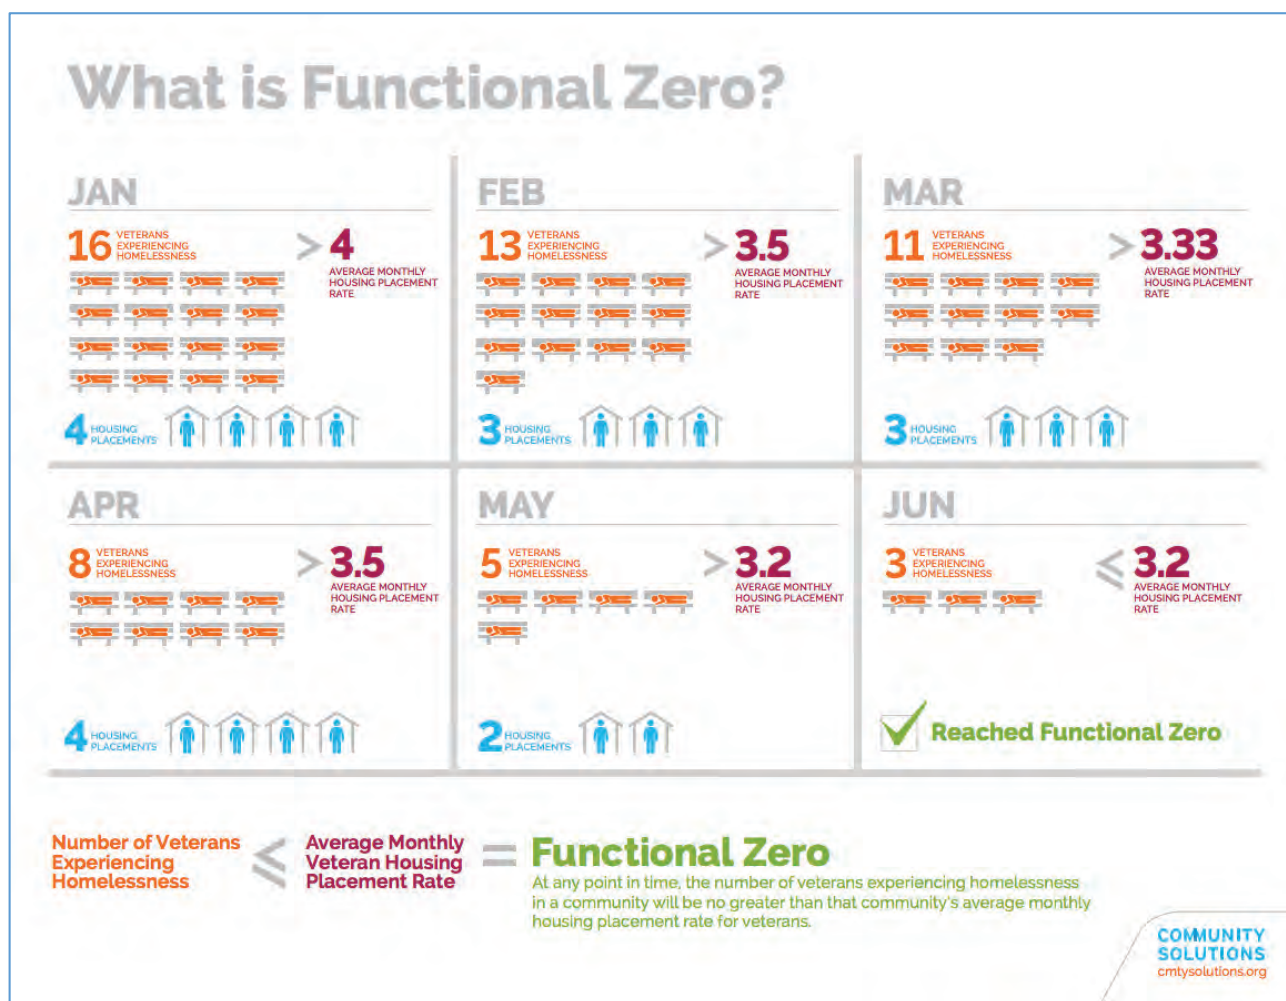 What is Functional Zero?
JAN
16 VETERANS
EXPERIENCING
HOMELESSNESS
> 4
AVERAGE MONTHLY
HOUSING PLACEMENT
RATE
4 HOUSING
PLACEMENTS
FEB
13 VETERANS
EXPERIENCING
HOMELESSNESS
> 3.5
AVERAGE MONTHLY
HOUSING PLACEMENT
RATE
3 HOUSING
PLACEMENTS
MAR
11 VETERANS
EXPERIENCING
HOMELESSNESS
> 3.33
AVERAGE MONTHLY
HOUSING PLACEMENT
RATE
3 HOUSING
PLACEMENTS
APR
8 VETERANS
EXPERIENCING
HOMELESSNESS
> 3.5
AVERAGE MONTHLY
HOUSING PLACEMENT
RATE
4 HOUSING
PLACEMENTS
MAY
5 VETERANS
EXPERIENCING
HOMELESSNESS
> 3.2
AVERAGE MONTHLY
HOUSING PLACEMENT
RATE
2 HOUSING
PLACEMENTS
JUN
3 VETERANS
EXPERIENCING
HOMELESSNESS
≤ 3.2
AVERAGE MONTHLY
HOUSING PLACEMENT
RATE
Reached Functional Zero
Number of Veterans
Experiencing
Homelessness
≤
Average Monthly
Veteran Housing
Placement Rate
=
Functional Zero
At any point in time, the number of veterans experiencing homelessness
in a community will be no greater than that community's average monthly
housing placement rate for veterans.
COMMUNITY
SOLUTIONS
cmtysolutions.org